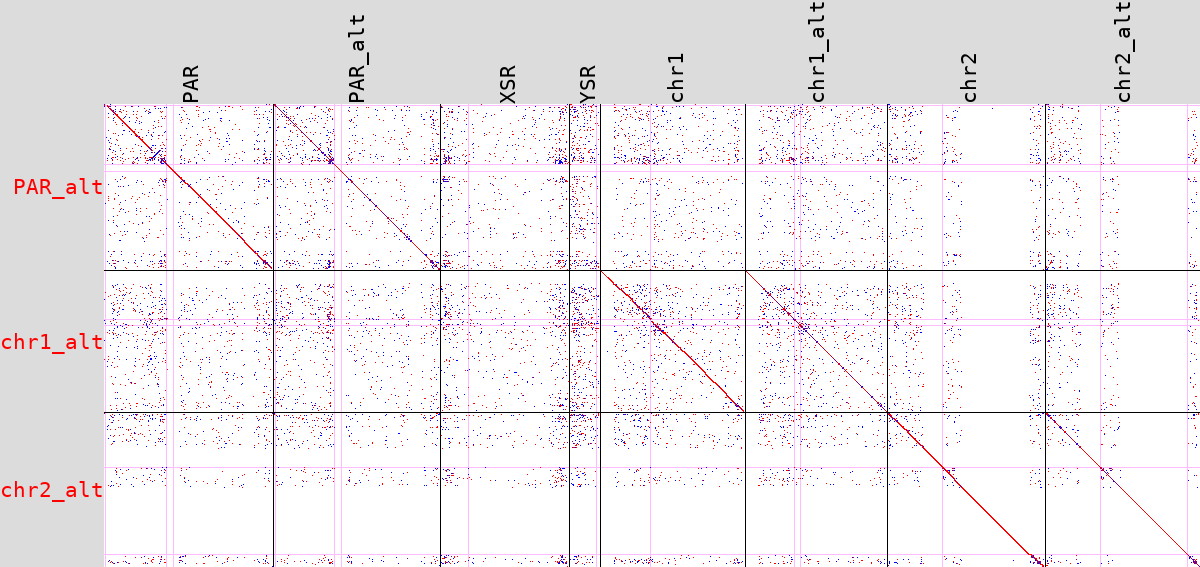 PAR
PAR_alt
XSR
YSR
chr1
chr1_alt
chr2
chr2_alt
PAR_alt
chr1_alt
chr2_alt